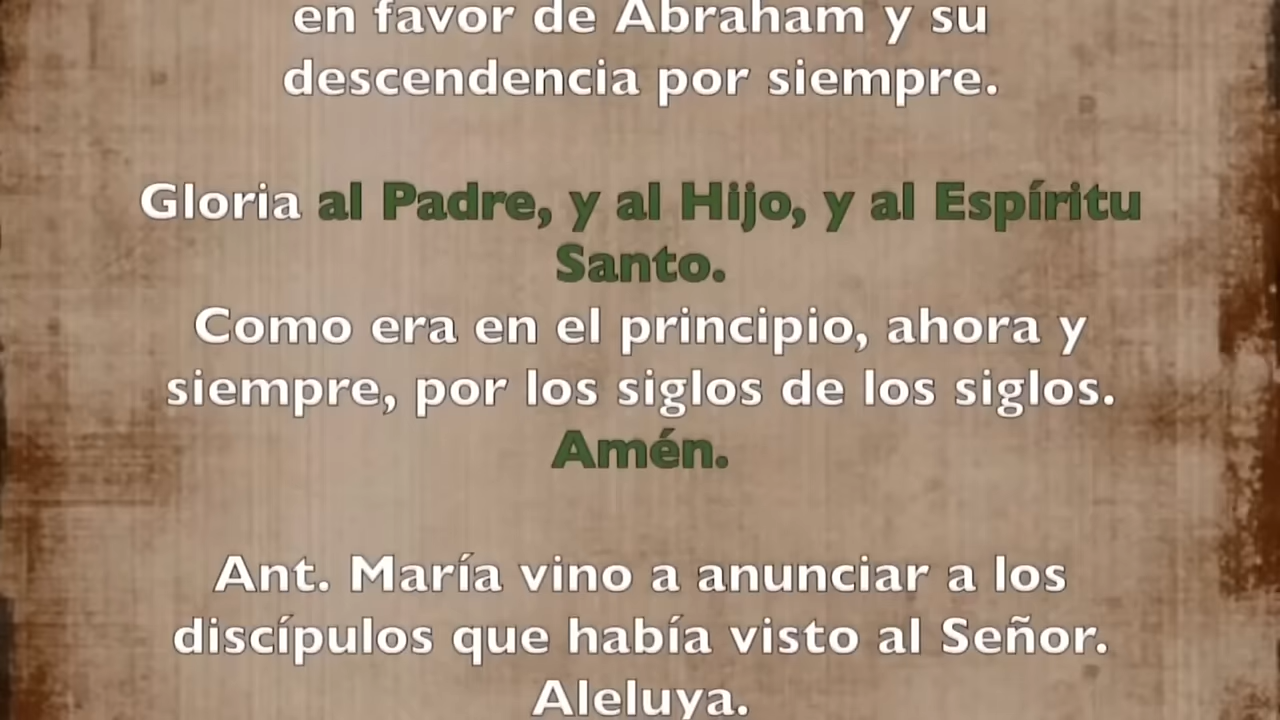 en favor de Abraham y su
descendencia por siempre.
Gloria al Padre, y al Hijo, y al Espíritu
Santo.
Como era en el principio, ahora y
siempre, por los siglos de los siglos.
Amén.
Ant. María vino a anunciar a los
discípulos que había visto al Señor.
Aleluya.